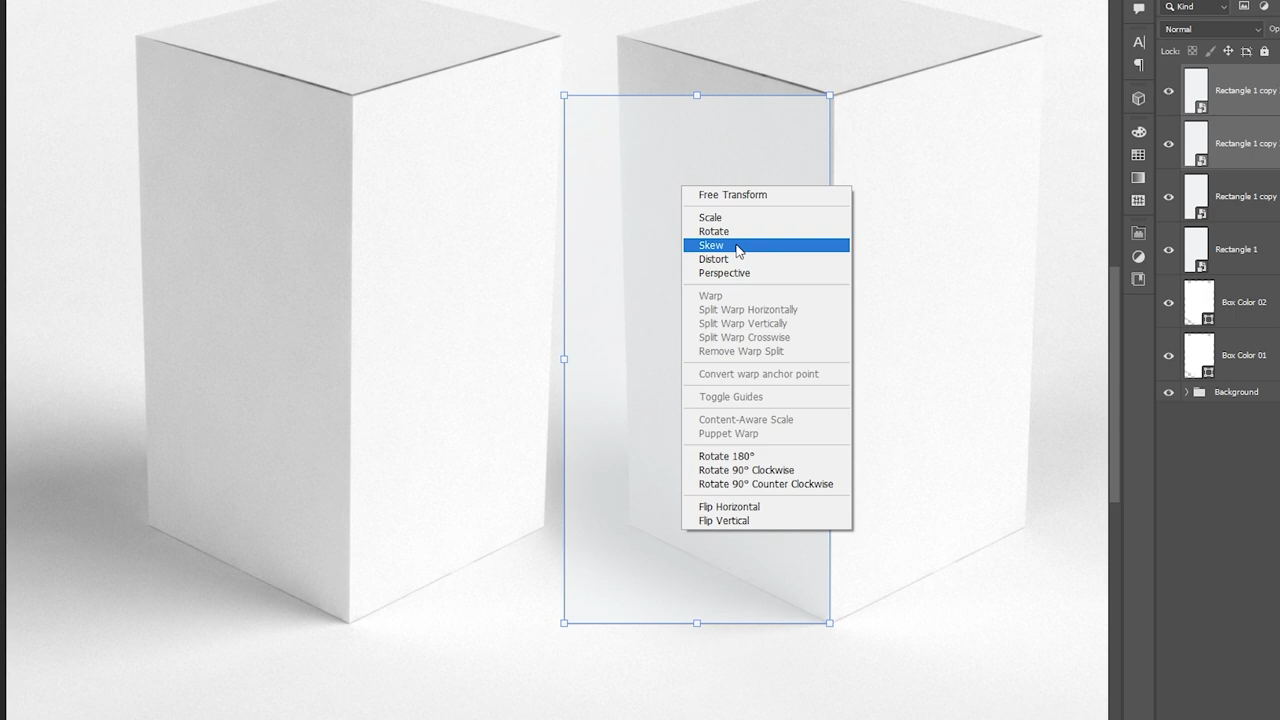 Kind
Normal
Op
Lock:
Rectangle 1 copy
Rectangle 1 copy
Rectangle 1 copy
Rectangle 1
Box Color 02
Box Color 01
Background
Free Transform
Scale
Rotate
Skew
Distort
Perspective
Warp
Split Warp Horizontally
Split Warp Vertically
Split Warp Crosswise
Remove Warp Split
Convert warp anchor point
Toggle Guides
Content-Aware Scale
Puppet Warp
Rotate 180°
Rotate 90° Clockwise
Rotate 90° Counter Clockwise
Flip Horizontal
Flip Vertical